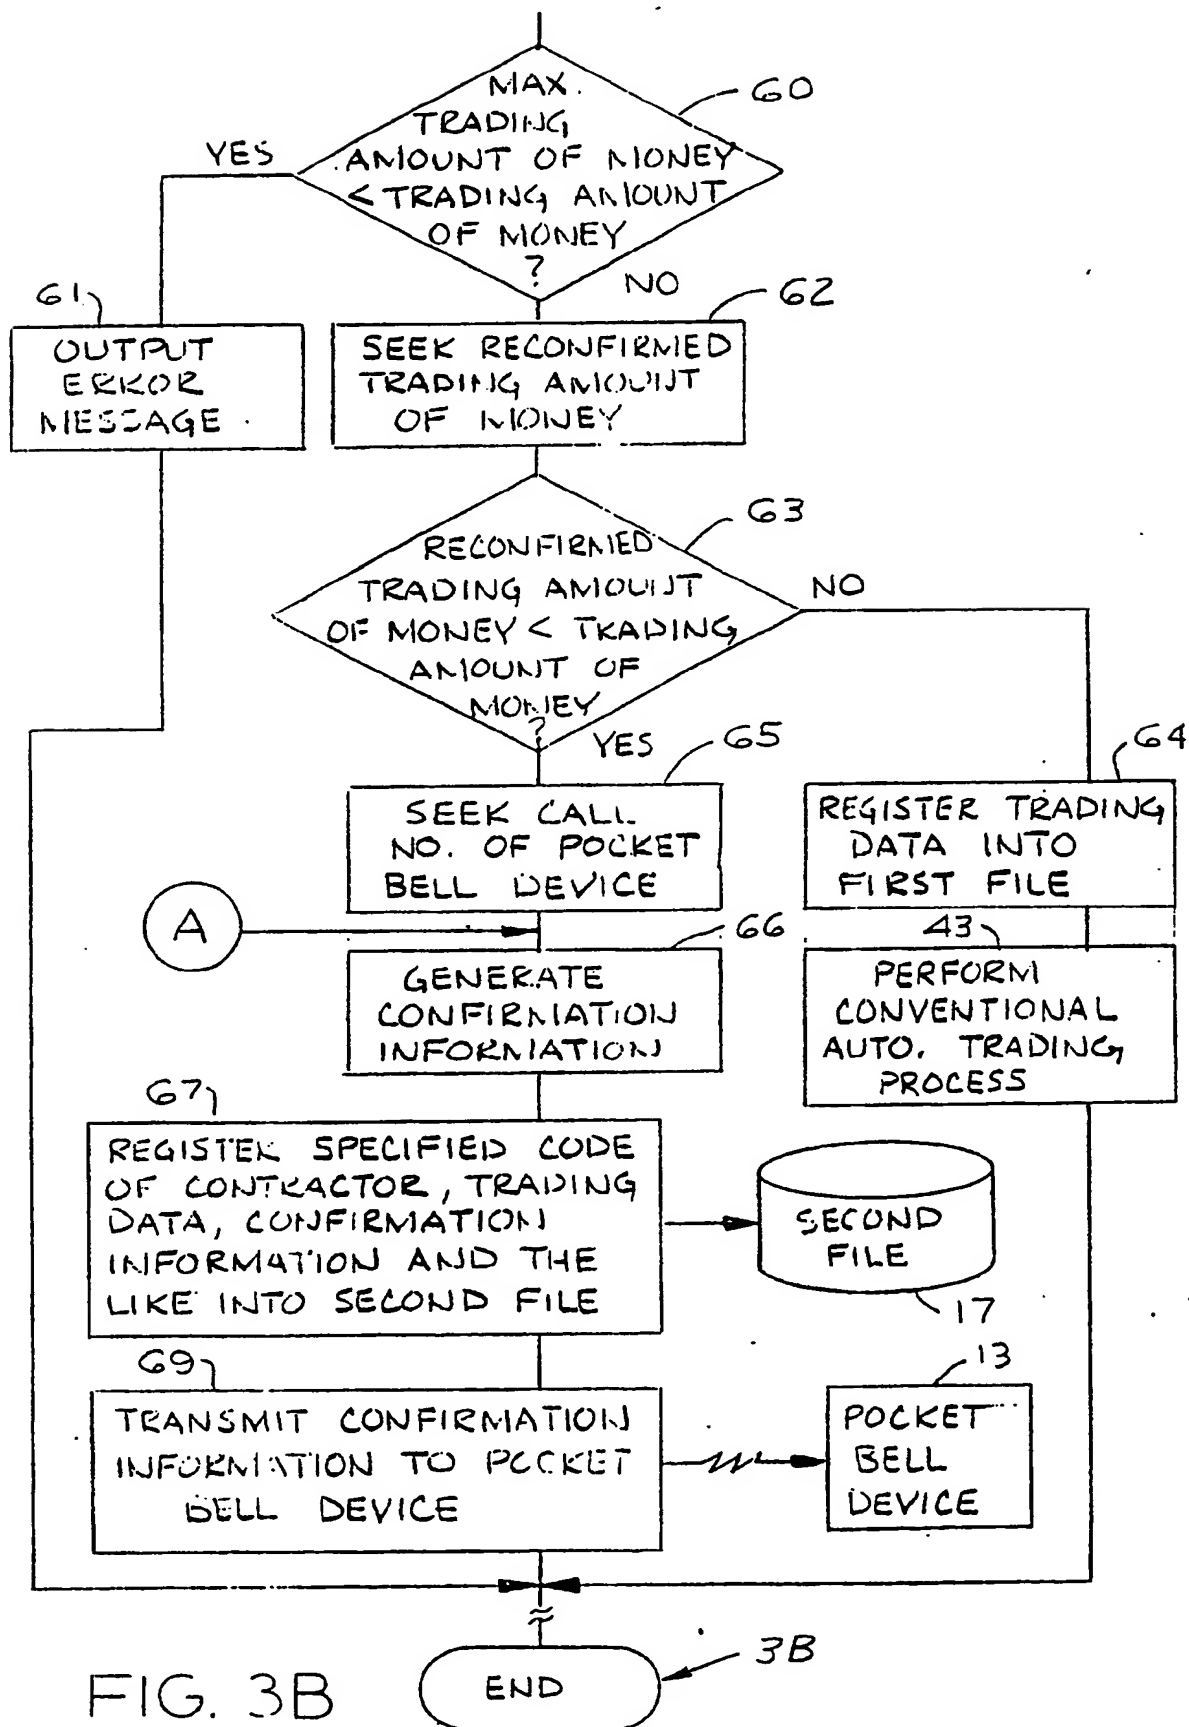 60
MAX.
TRADING
AMOUNT OF MONEY
< TRADING AMOUNT
OF MONEY
?
YES
NO
61
OUTPUT
ERROR
MESSAGE
62
SEEK RECONFIRMED
TRADING AMOUNT
OF MONEY
63
RECONFIRMED
TRADING AMOUNT
OF MONEY < TRADING
AMOUNT OF
MONEY
?
NO
YES
65
SEEK CALL
NO. OF POCKET
BELL DEVICE
64
REGISTER TRADING
DATA INTO
FIRST FILE
A
66
GENERATE
CONFIRMATION
INFORMATION
43
PERFORM
CONVENTIONAL
AUTO. TRADING
PROCESS
67
REGISTER SPECIFIED CODE
OF CONTRACTOR, TRADING
DATA, CONFIRMATION
INFORMATION AND THE
LIKE INTO SECOND FILE
SECOND
FILE
17
69
TRANSMIT CONFIRMATION
INFORMATION TO POCKET
BELL DEVICE
13
POCKET
BELL
DEVICE
END
3B
FIG. 3B